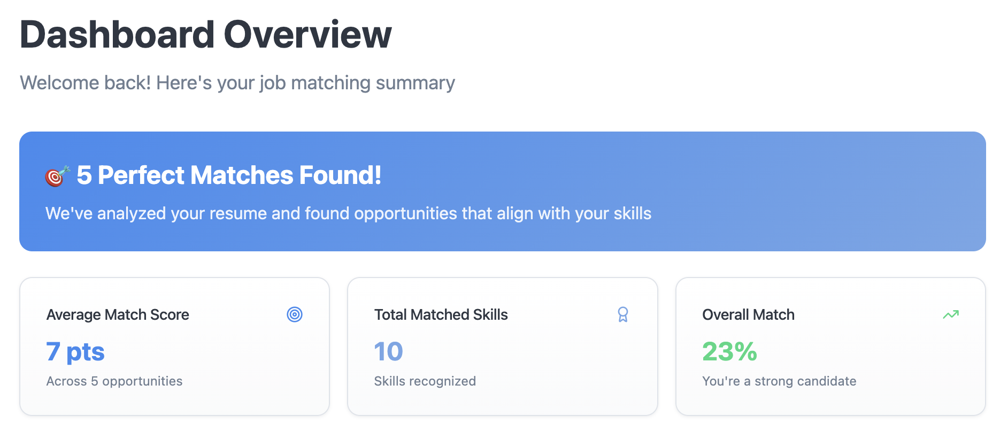 Dashboard Overview
Welcome back! Here's your job matching summary
🎯 5 Perfect Matches Found!
We've analyzed your resume and found opportunities that align with your skills
Average Match Score
7 pts
Across 5 opportunities
Total Matched Skills
10
Skills recognized
Overall Match
23%
You're a strong candidate